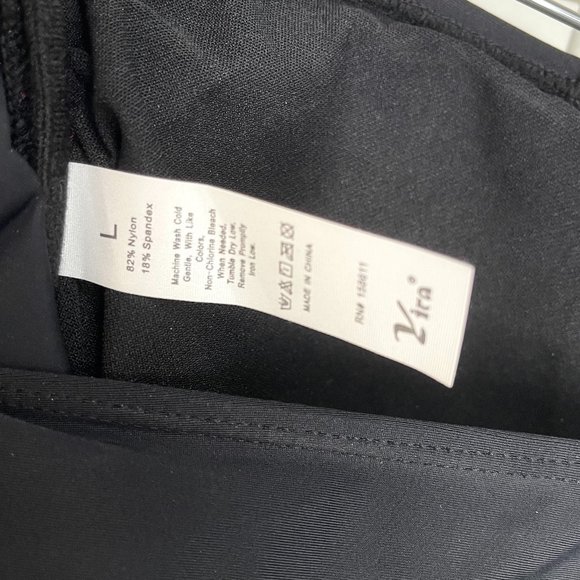 L
82% Nylon
18% Spandex
Machine Wash Cold
Gentle, With Like
Colors,
Non-Chlorine Bleach
When Needed,
Tumble Dry Low.
Remove Promptly
Iron Low.
MADE IN CHINA
RN#
Yira